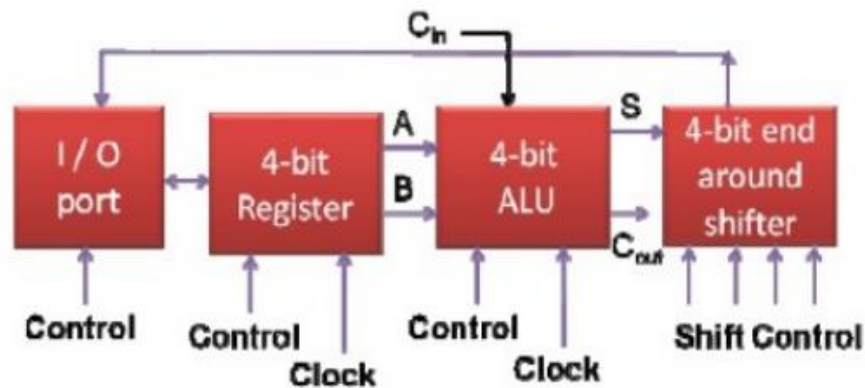 C_in
I / O
port
4-bit
Register
A
B
4-bit
ALU
S
C_out
4-bit end
around
shifter
Control
Control
Clock
Control
Clock
Shift Control